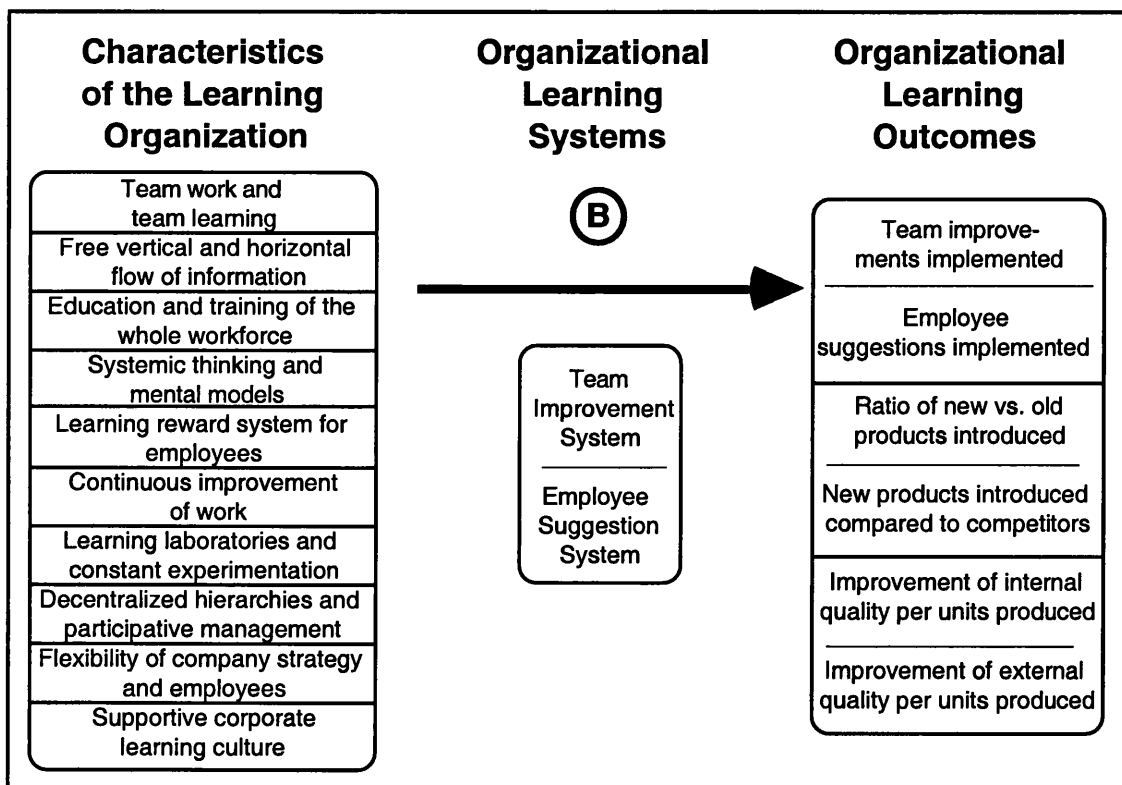 Characteristics
of the Learning
Organization
Team work and
team learning
Free vertical and horizontal
flow of information
Education and training of the
whole workforce
Systemic thinking and
mental models
Learning reward system for
employees
Continuous improvement
of work
Learning laboratories and
constant experimentation
Decentralized hierarchies and
participative management
Flexibility of company strategy
and employees
Supportive corporate
learning culture
Organizational
Learning
Systems
B
Team
Improvement
System
Employee
Suggestion
System
Organizational
Learning
Outcomes
Team improve-
ments implemented
Employee
suggestions implemented
Ratio of new vs. old
products introduced
New products introduced
compared to competitors
Improvement of internal
quality per units produced
Improvement of external
quality per units produced